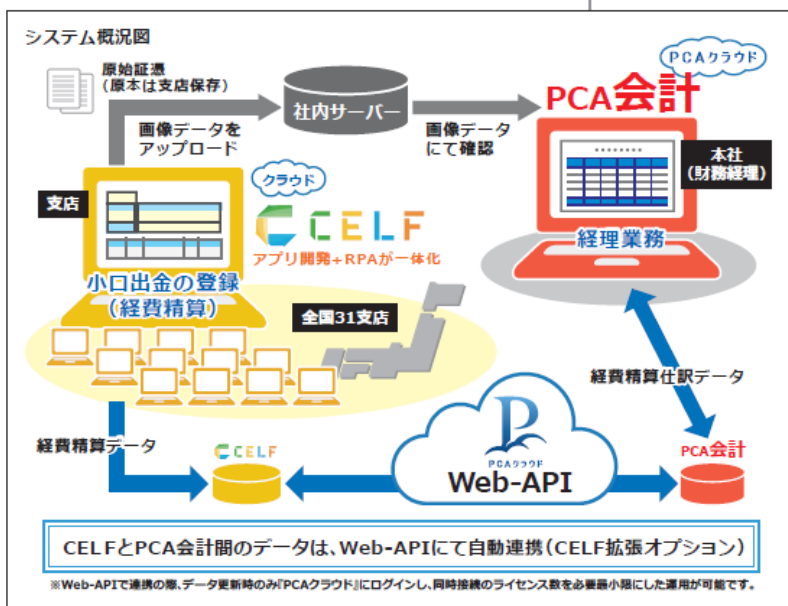 システム概況図
原始証憑
(原本は支店保存)
画像データを
アップロード
社内サーバー
画像データ
にて確認
PCAクラウド
PCA会計
本社
(財務経理)
経理業務
支店
クラウド
CELF
アプリ開発+RPAが一体化
小口出金の登録
(経費精算)
全国31支店
経費精算仕訳データ
経費精算データ
CELF
P
PCAクラウド
Web-API
PCA会計
CELFとPCA会計間のデータは、Web-APIにて自動連携(CELF拡張オプション)
※Web-APIで連携の際、データ更新時のみ『PCAクラウド』にログインし、同時接続のライセンス数を必要最小限にした運用が可能です。